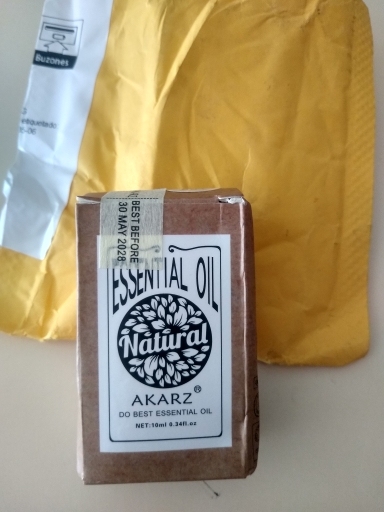 Buzones
BEST BEFORE
30 MAY 2028
ESSENTIAL OIL
Natural
AKARZ®
DO BEST ESSENTIAL OIL
NET:10ml 0.34fl.oz